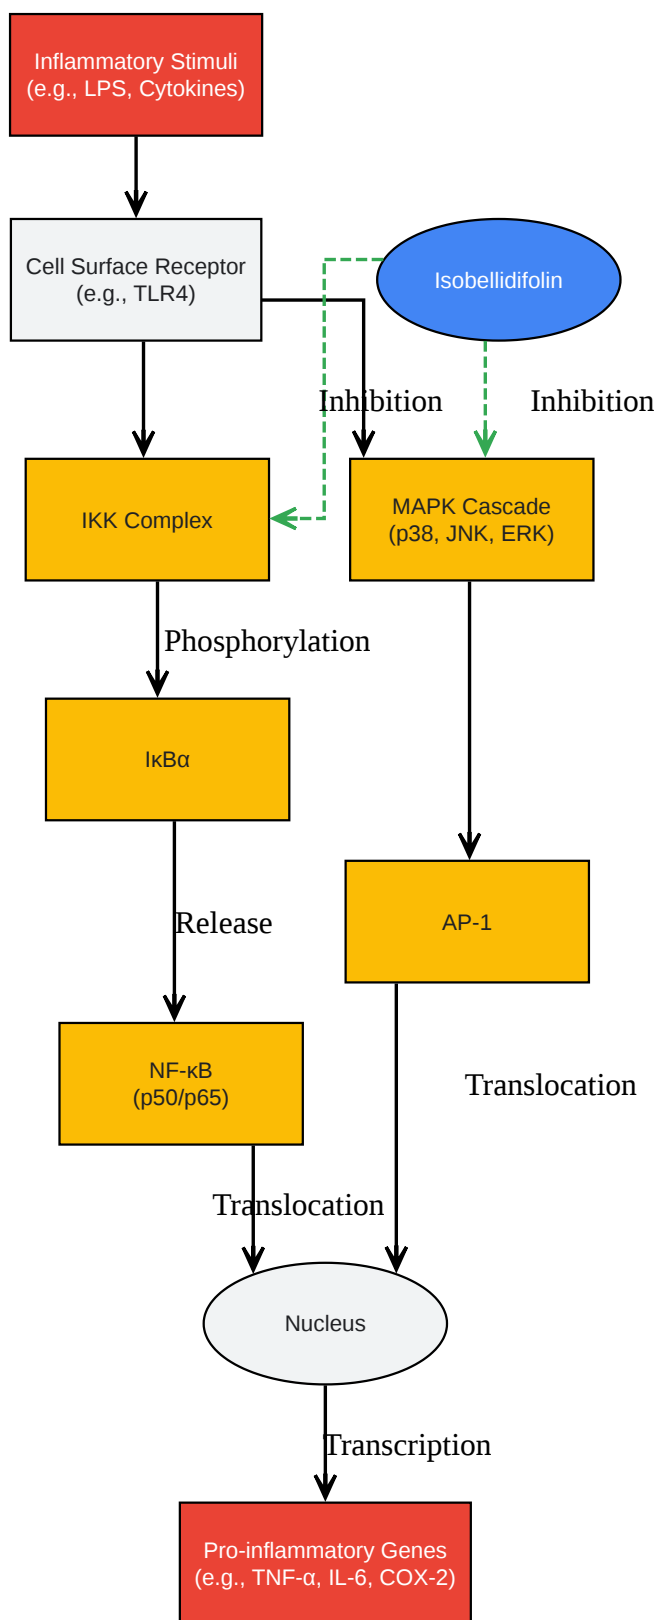 Inflammatory Stimuli
(e.g., LPS, Cytokines)
Cell Surface Receptor
(e.g., TLR4)
Isobellidifolin
Inhibition
Inhibition
IKK Complex
MAPK Cascade
(p38, JNK, ERK)
Phosphorylation
IκBα
Release
AP-1
NF-κB
(p50/p65)
Translocation
Translocation
Nucleus
Transcription
Pro-inflammatory Genes
(e.g., TNF-α, IL-6, COX-2)